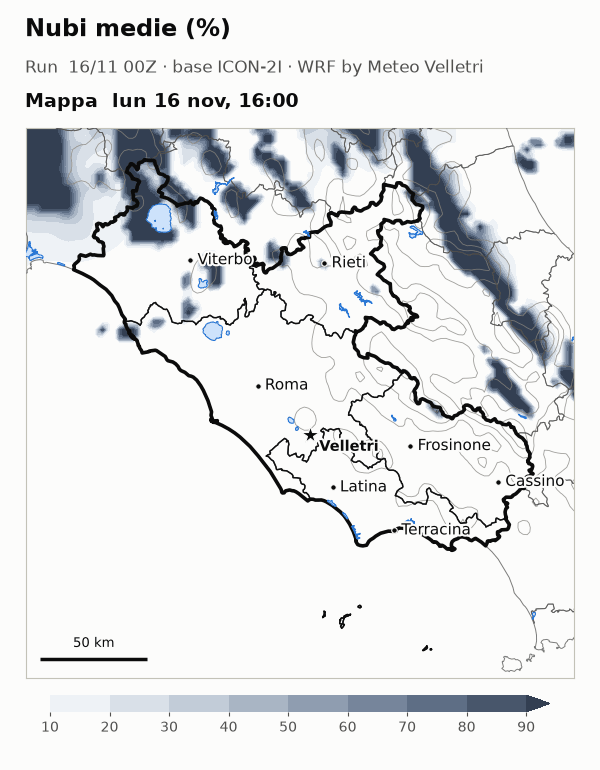 Nubi medie (%)
Run  16/11 00Z · base ICON-2I · WRF by Meteo Velletri
Mappa  lun 16 nov, 16:00
Viterbo
Rieti
Roma
Velletri
Frosinone
Latina
Cassino
Terracina
50 km
10 20 30 40 50 60 70 80 90